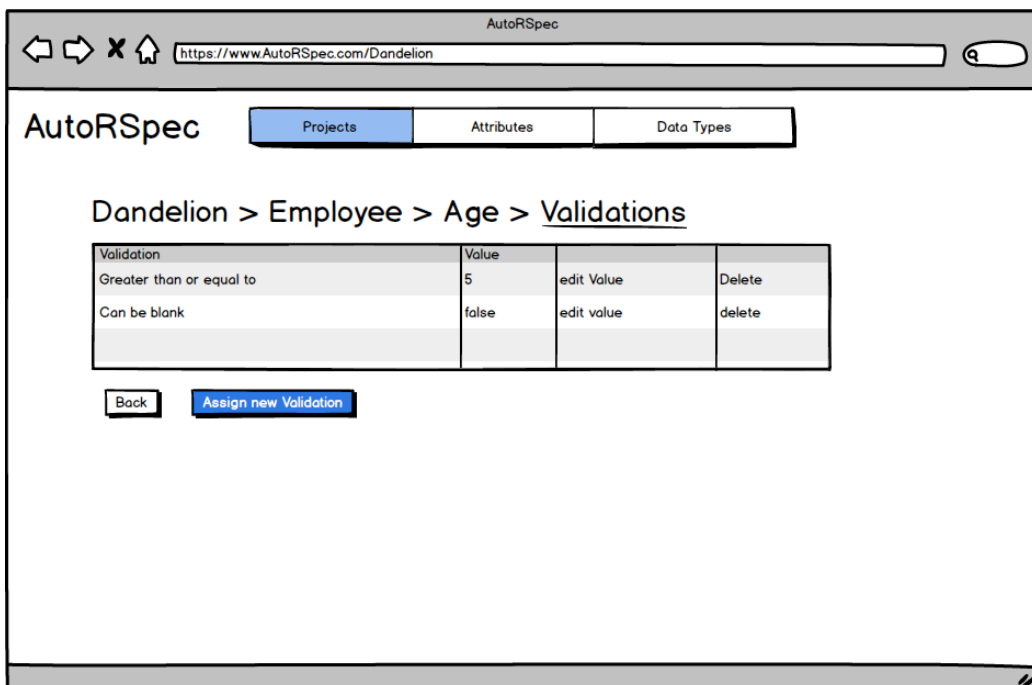 AutoRSpec
https://www.AutoRSpec.com/Dandelion
AutoRSpec
Projects
Attributes
Data Types
Dandelion > Employee > Age > Validations
Validation Value
Greater than or equal to 5 edit Value Delete
Can be blank false edit value delete
Back
Assign new Validation